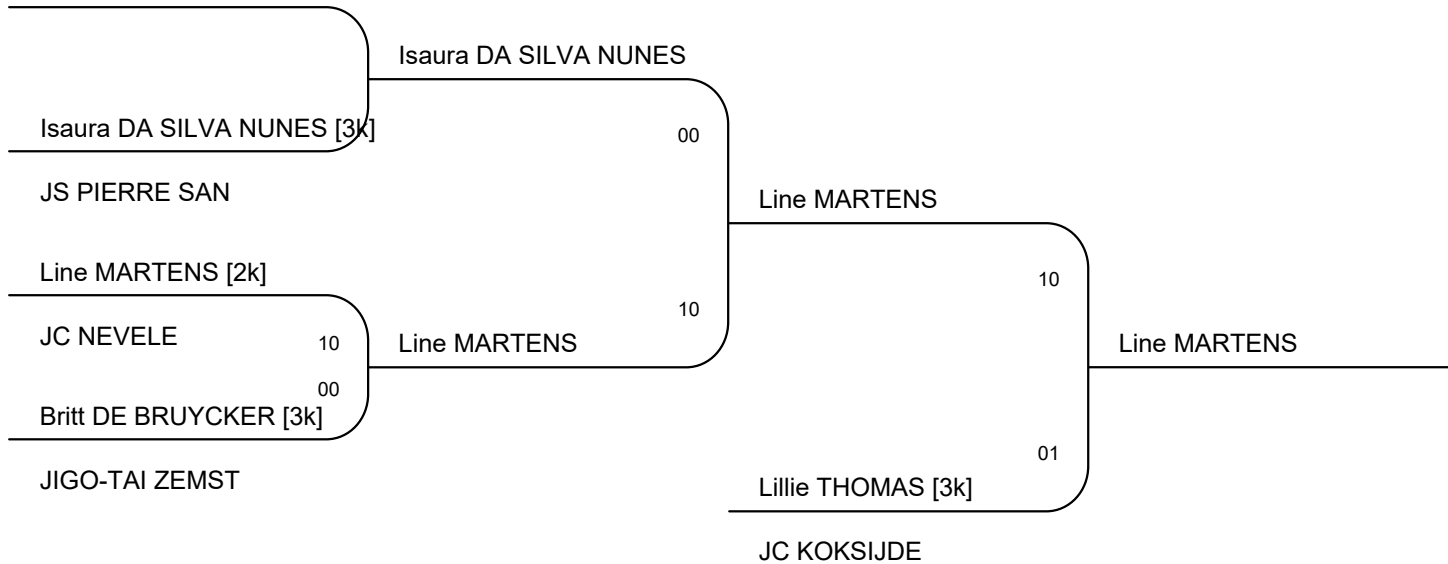 Isaura DA SILVA NUNES
Isaura DA SILVA NUNES [3k]
00
JS PIERRE SAN
Line MARTENS
Line MARTENS [2k]
10
10
JC NEVELE
10
Line MARTENS
Line MARTENS
00
Britt DE BRUYCKER [3k]
01
JIGO-TAI ZEMST
Lillie THOMAS [3k]
JC KOKSIJDE